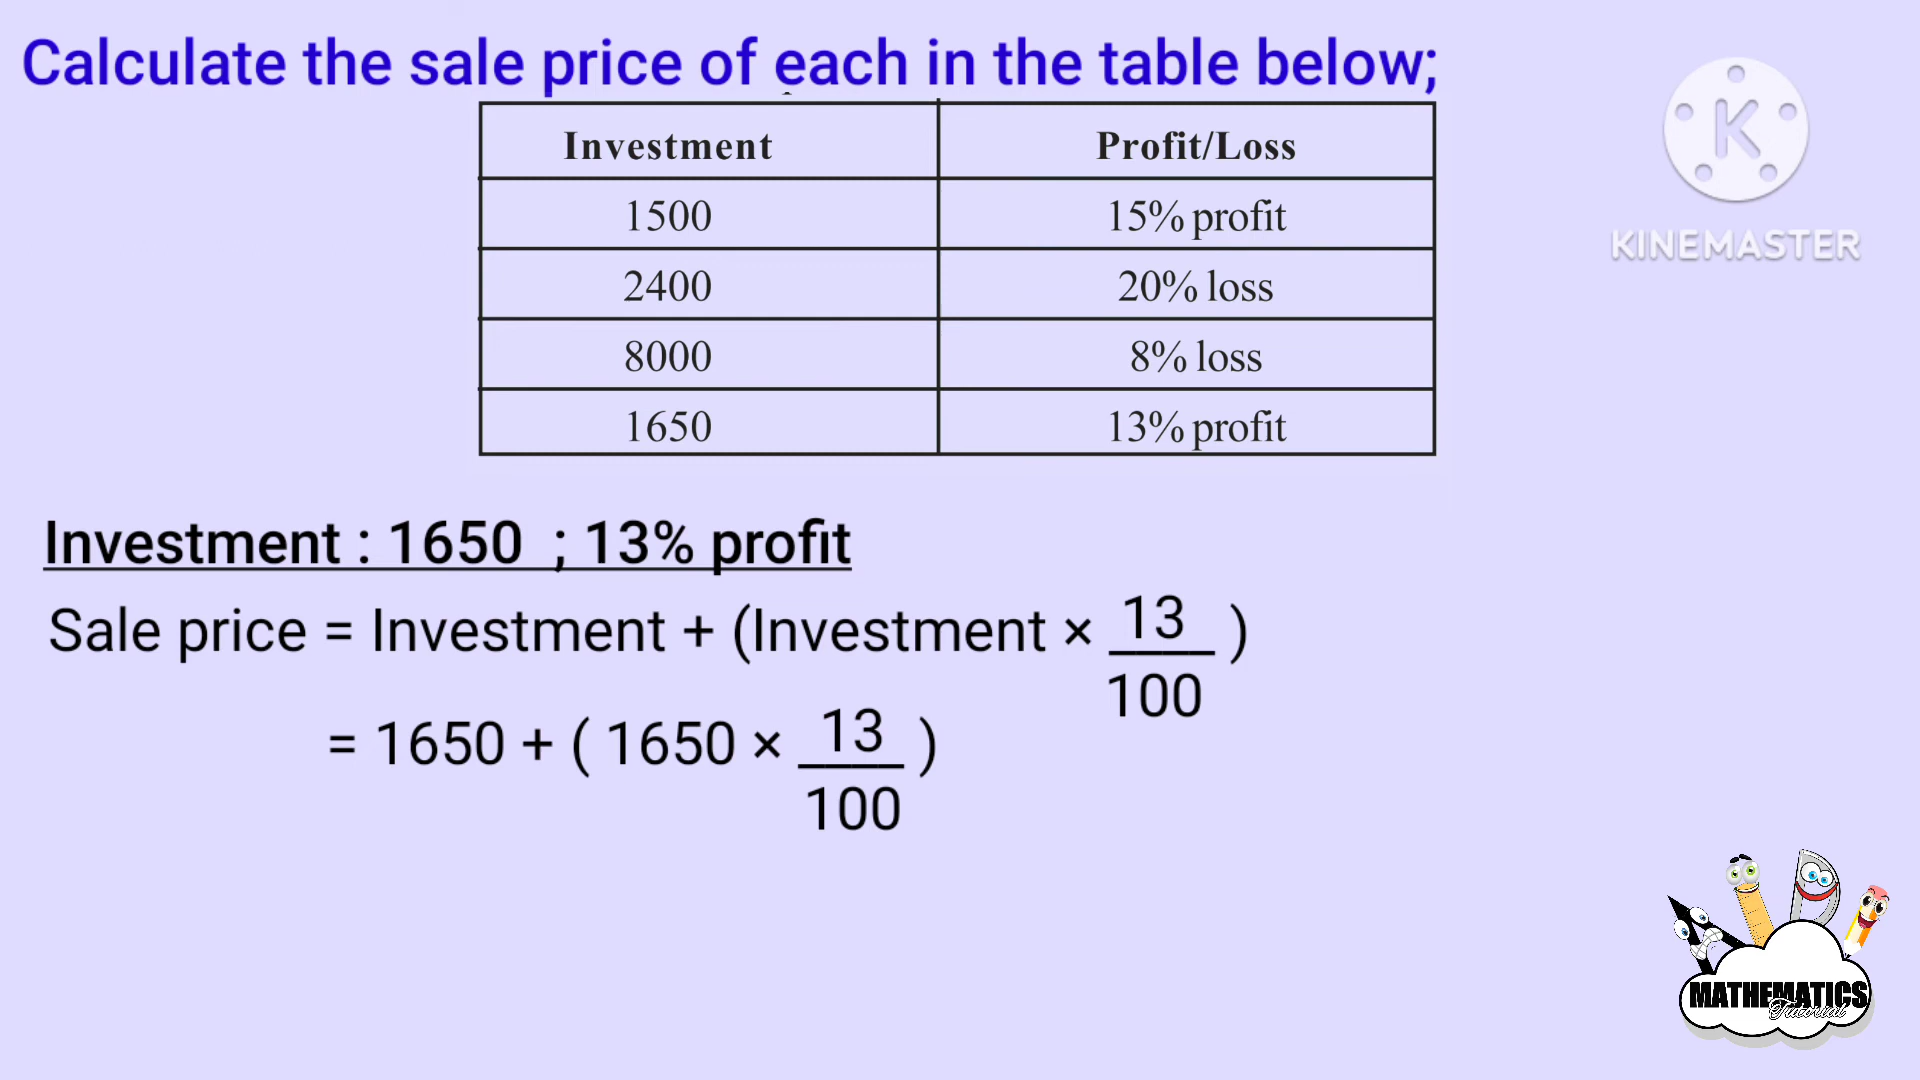 Calculate the sale price of each in the table below;
Investment Profit/Loss
1500 15% profit
2400 20% loss
8000 8% loss
1650 13% profit
K
KINEMASTER
Investment : 1650 ; 13% profit
Sale price = Investment + (Investment × 13/100 )
= 1650 + ( 1650 × 13/100 )
MATHEMATICS
Tutorial